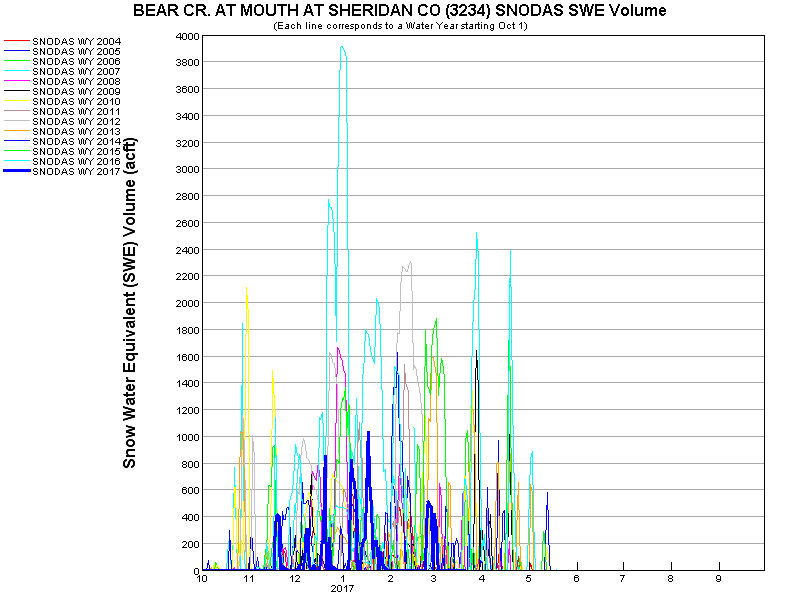 BEAR CR. AT MOUTH AT SHERIDAN CO (3234) SNODAS SWE Volume
(Each line corresponds to a Water Year starting Oct 1)
SNODAS WY 2004
SNODAS WY 2005
SNODAS WY 2006
SNODAS WY 2007
SNODAS WY 2008
SNODAS WY 2009
SNODAS WY 2010
SNODAS WY 2011
SNODAS WY 2012
SNODAS WY 2013
SNODAS WY 2014
SNODAS WY 2015
SNODAS WY 2016
SNODAS WY 2017
Snow Water Equivalent (SWE) Volume (acft)
4000
3800
3600
3400
3200
3000
2800
2600
2400
2200
2000
1800
1600
1400
1200
1000
800
600
400
200
0
10 11 12 1 2 3 4 5 6 7 8 9
2017